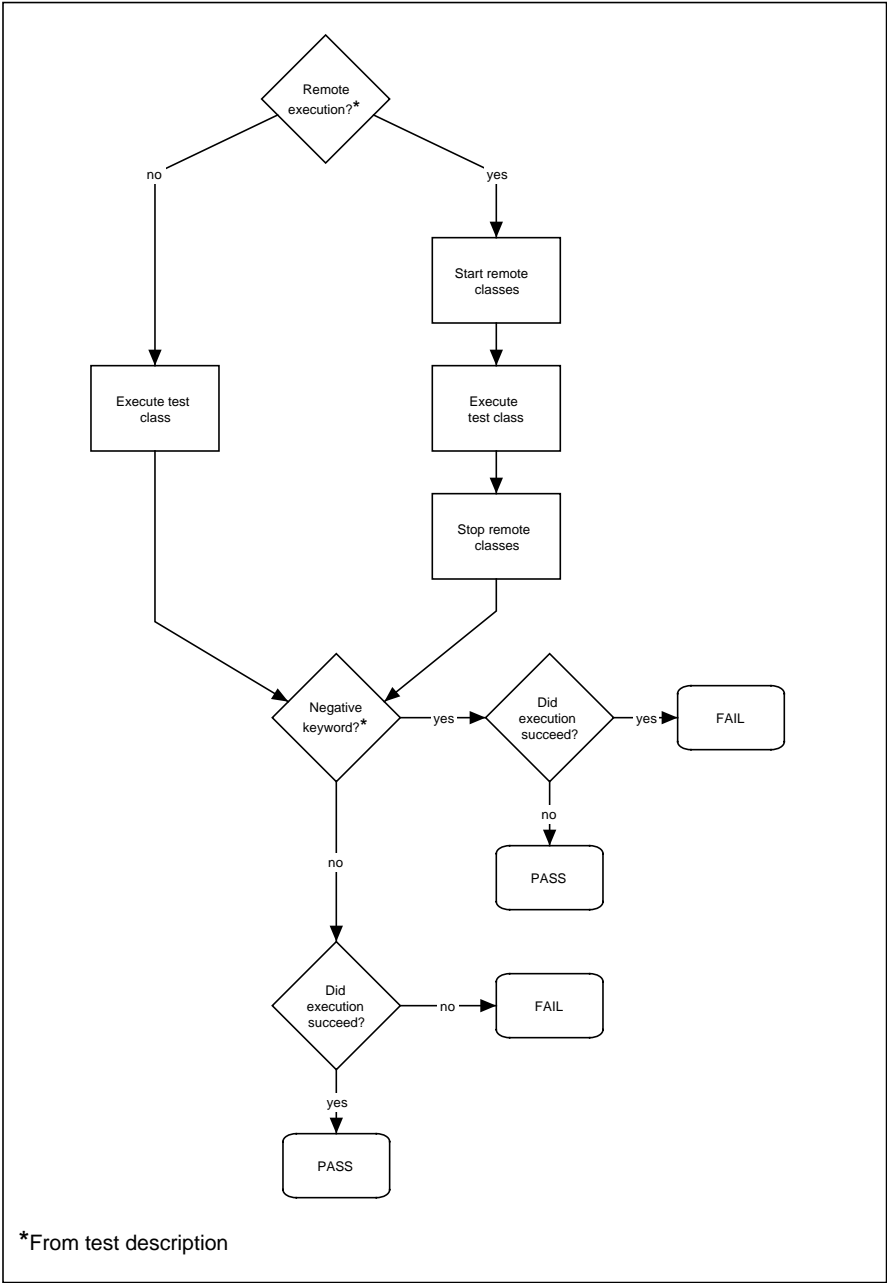 Remote
execution?*
no
yes
Start remote
classes
Execute test
class
Execute
test class
Stop remote
classes
Negative
keyword?*
yes
Did
execution
succeed?
yes
FAIL
no
PASS
no
Did
execution
succeed?
no
FAIL
yes
PASS
*From test description